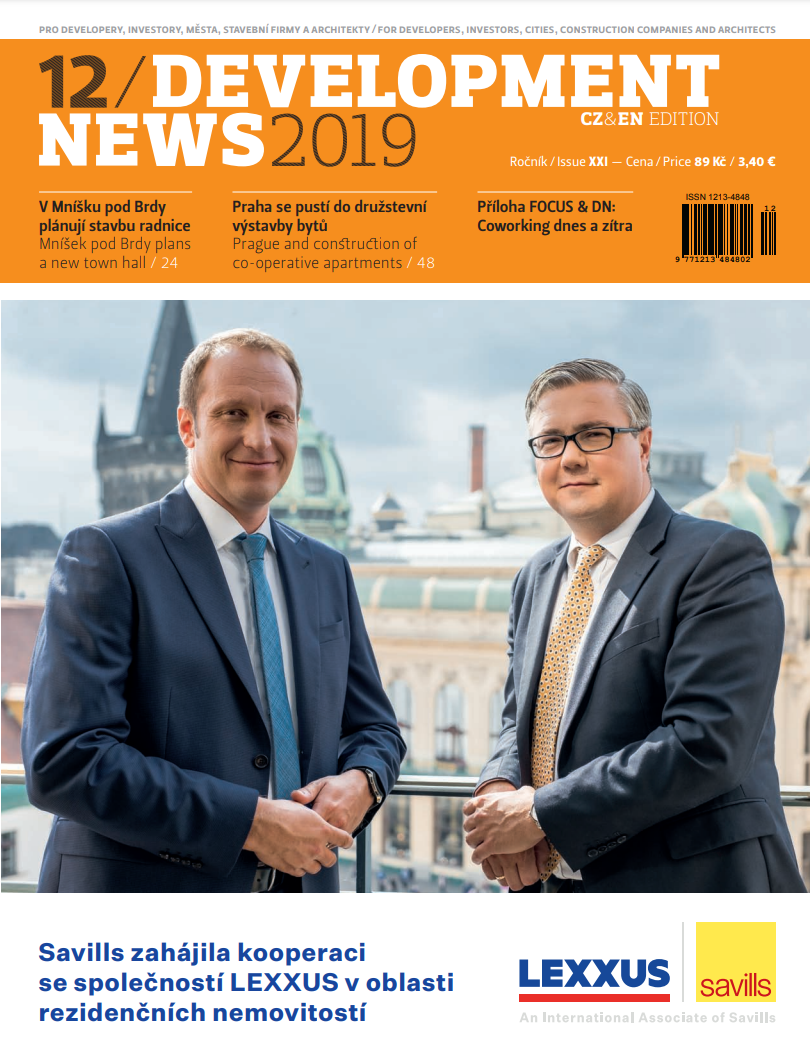 PRO DEVELOPERY, INVESTORY, MĚSTA, STAVEBNÍ FIRMY A ARCHITEKTY / FOR DEVELOPERS, INVESTORS, CITIES, CONSTRUCTION COMPANIES AND ARCHITECTS
12/DEVELOPMENT
NEWS2019
CZ&EN EDITION
Ročník / Issue XXI — Cena / Price 89 Kč / 3,40 €
V Mníšku pod Brdy
plánují stavbu radnice
Mníšek pod Brdy plans
a new town hall / 24
Praha se pustí do družstevní
výstavby bytů
Prague and construction of
co-operative apartments / 48
Příloha FOCUS & DN:
Coworking dnes a zítra
ISSN 1213-4848
12
9 771213 484802
Savills zahájila kooperaci
se společností LEXXUS v oblasti
rezidenčních nemovitostí
LEXXUS
savills
An International Associate of Savills